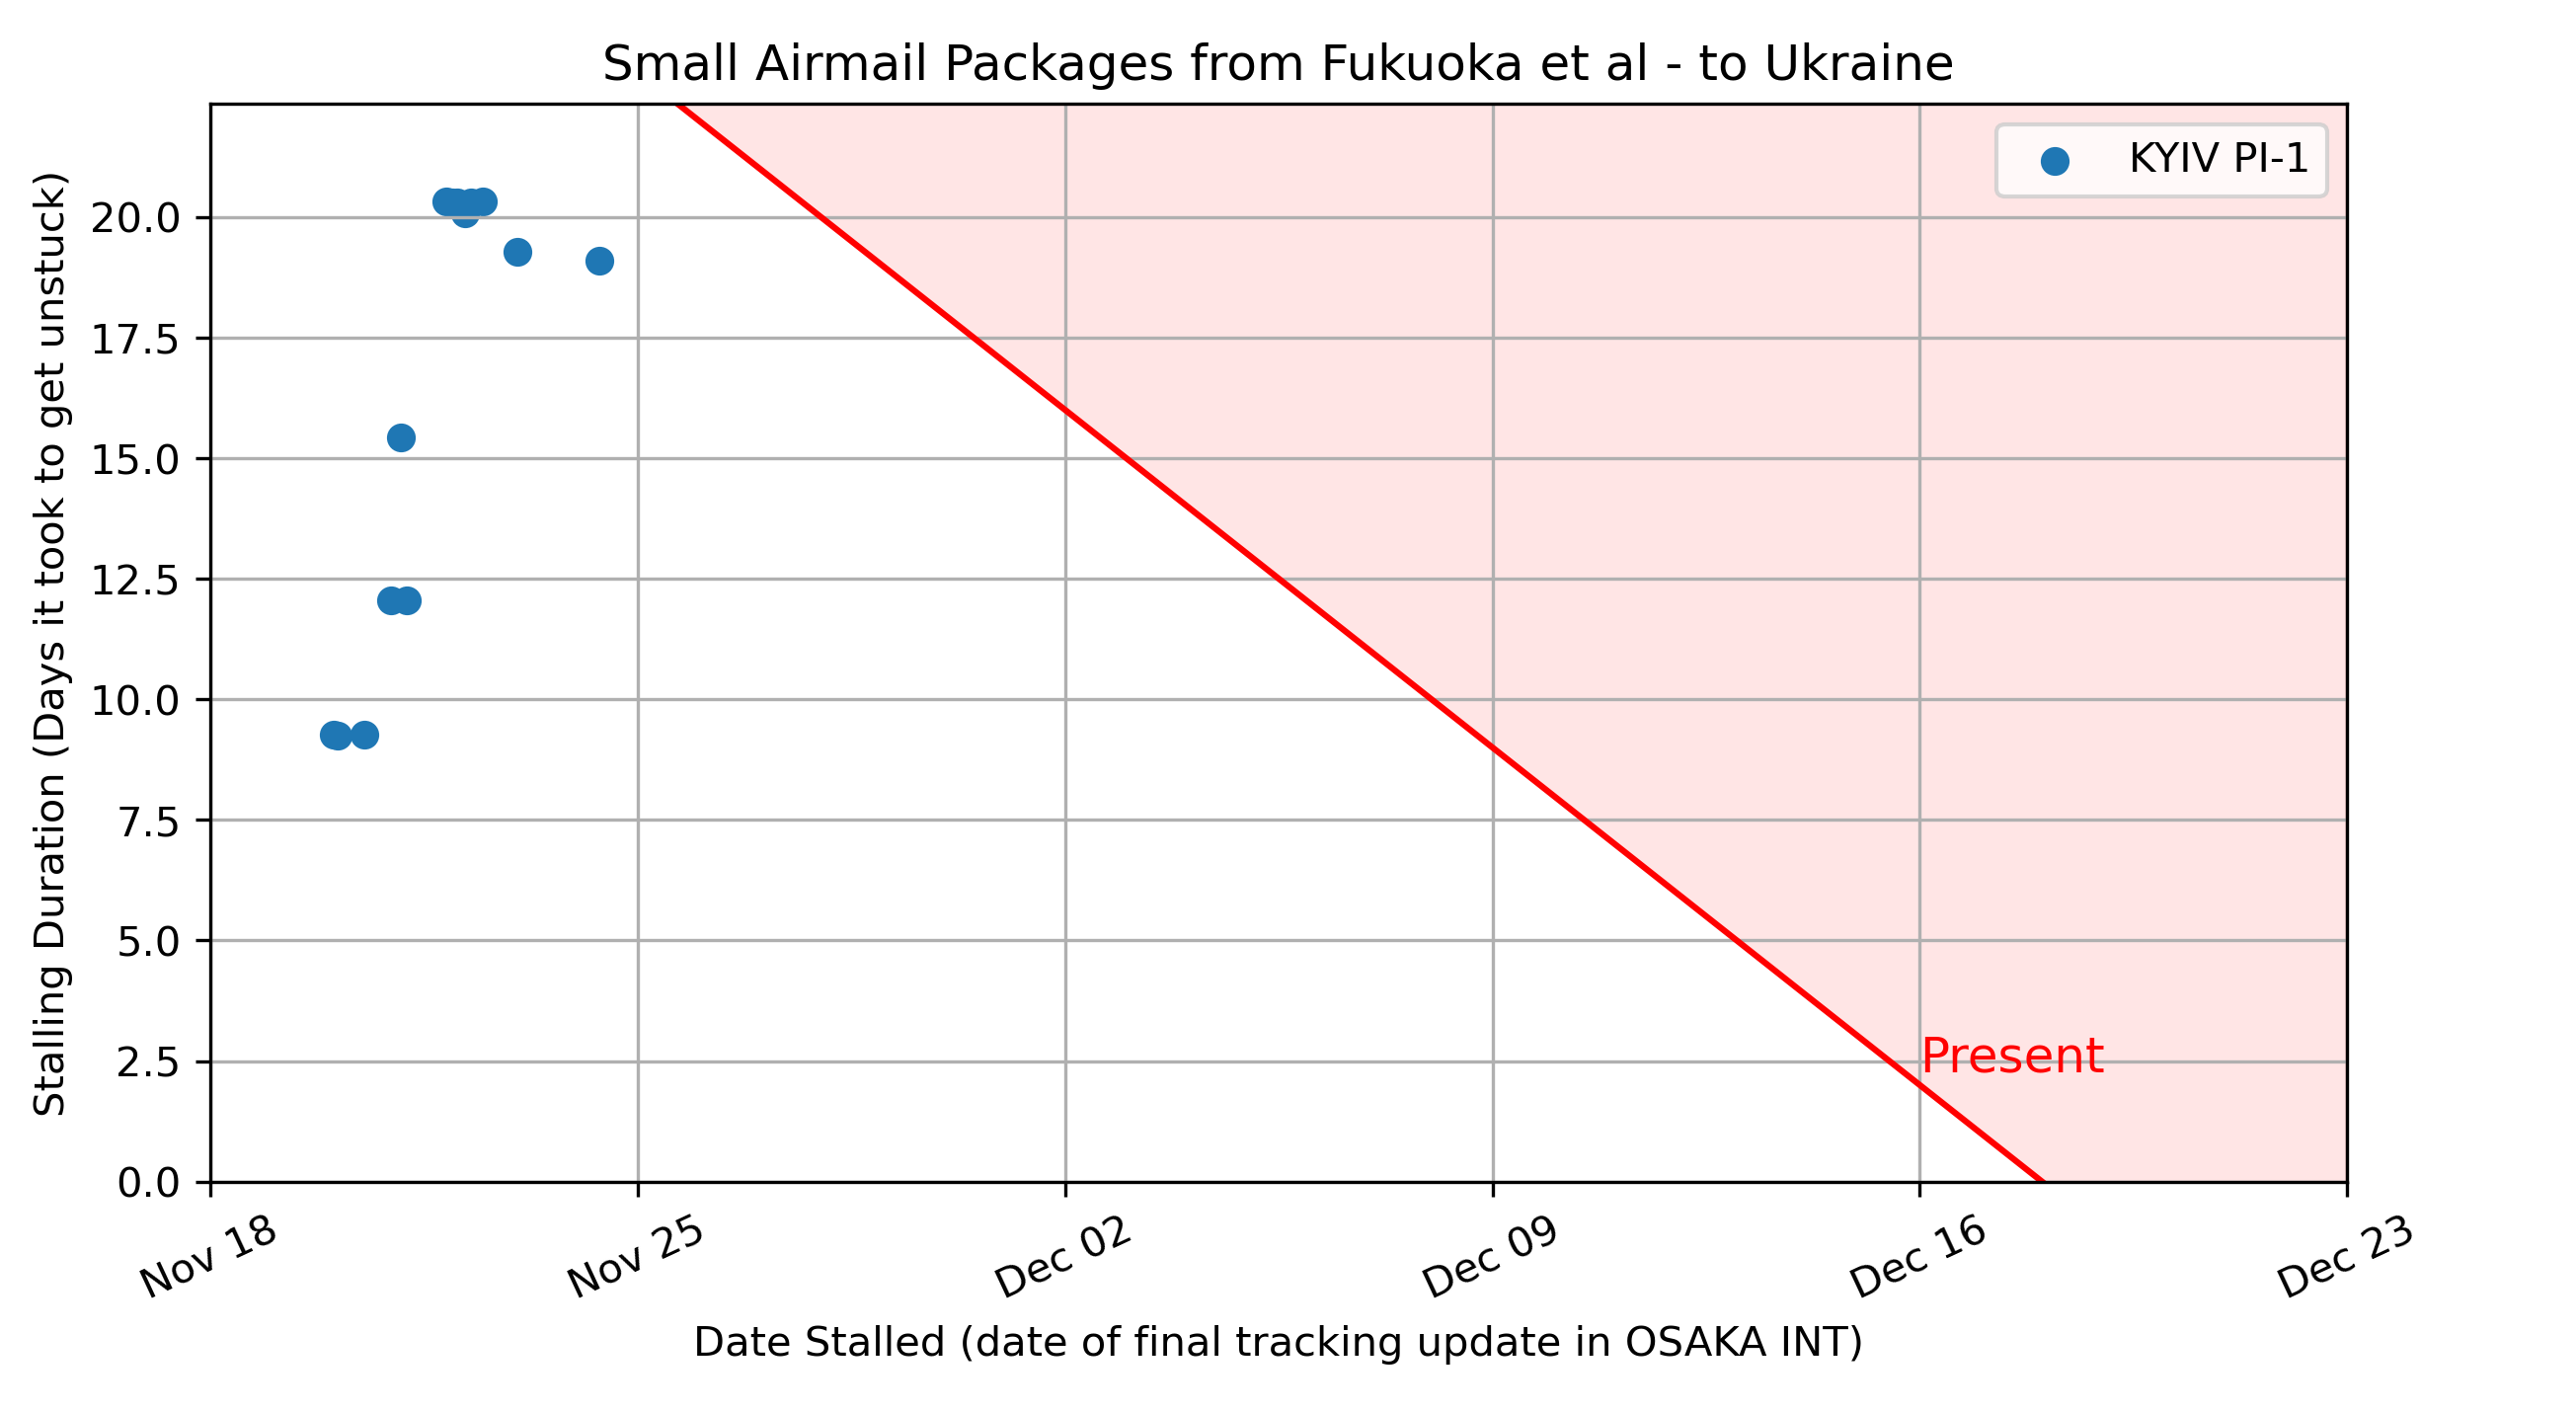 Small Airmail Packages from Fukuoka et al - to Ukraine
KYIV PI-1
Stalling Duration (Days it took to get unstuck)
20.0
17.5
15.0
12.5
10.0
7.5
5.0
2.5
0.0
Present
Nov 18
Nov 25
Dec 02
Dec 09
Dec 16
Dec 23
Date Stalled (date of final tracking update in OSAKA INT)